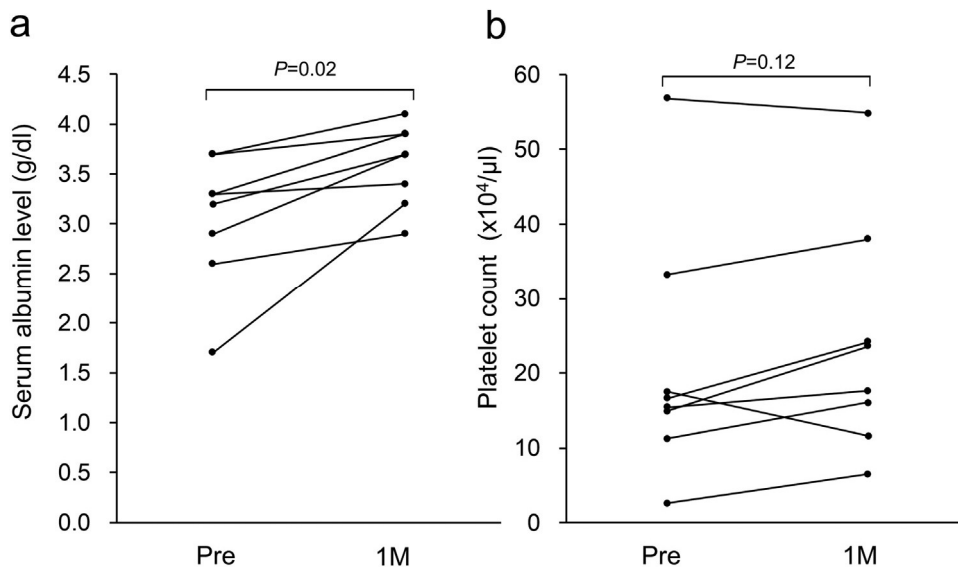 a
P=0.02
Serum albumin level (g/dl)
4.5
4.0
3.5
3.0
2.5
2.0
1.5
1.0
0.5
0.0
Pre
1M
b
P=0.12
Platelet count (x10⁴/µl)
60
50
40
30
20
10
0
Pre
1M